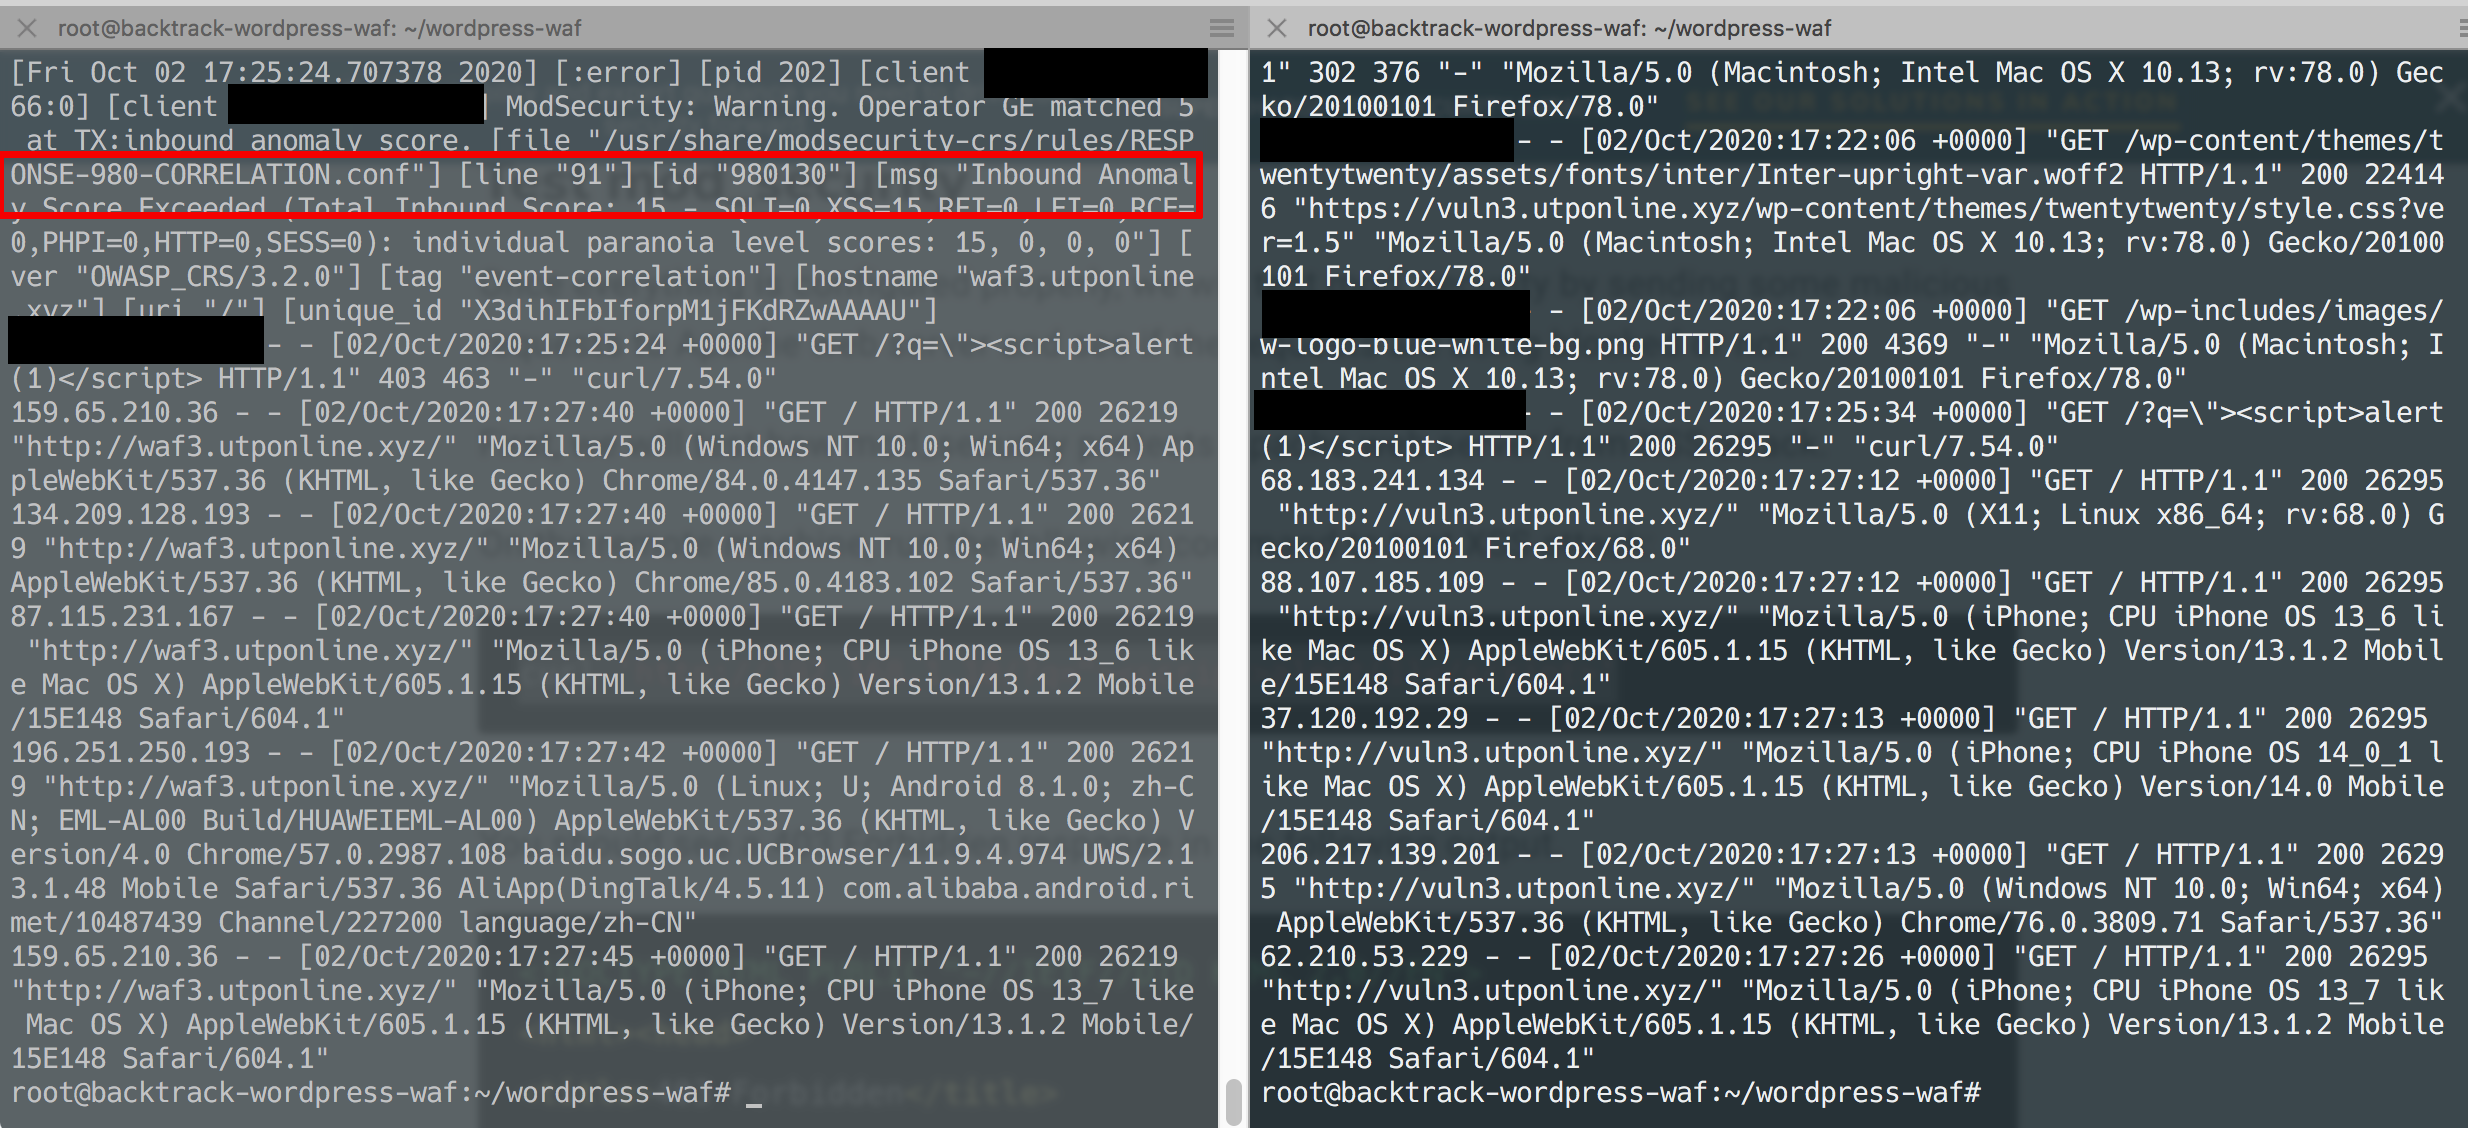 root@backtrack-wordpress-waf: ~/wordpress-waf
[Fri Oct 02 17:25:24.707378 2020] [:error] [pid 202] [client
66:0] [client ] ModSecurity: Warning. Operator GE matched 5
at TX:inbound_anomaly_score. [file "/usr/share/modsecurity-crs/rules/RESP
ONSE-980-CORRELATION.conf"] [line "91"] [id "980130"] [msg "Inbound Anomal
y Score Exceeded (Total Inbound Score: 15 - SQLI=0,XSS=15,RFI=0,LFI=0,RCE=
0,PHPI=0,HTTP=0,SESS=0): individual paranoia level scores: 15, 0, 0, 0"] [
ver "OWASP_CRS/3.2.0"] [tag "event-correlation"] [hostname "waf3.utponline
.xyz"] [uri "/"] [unique_id "X3dihIFbIforpM1jFKdRZwAAAAU"]
- - [02/Oct/2020:17:25:24 +0000] "GET /?q=\"><script>alert
(1)</script> HTTP/1.1" 403 463 "-" "curl/7.54.0"
159.65.210.36 - - [02/Oct/2020:17:27:40 +0000] "GET / HTTP/1.1" 200 26219
"http://waf3.utponline.xyz/" "Mozilla/5.0 (Windows NT 10.0; Win64; x64) Ap
pleWebKit/537.36 (KHTML, like Gecko) Chrome/84.0.4147.135 Safari/537.36"
134.209.128.193 - - [02/Oct/2020:17:27:40 +0000] "GET / HTTP/1.1" 200 2621
9 "http://waf3.utponline.xyz/" "Mozilla/5.0 (Windows NT 10.0; Win64; x64)
AppleWebKit/537.36 (KHTML, like Gecko) Chrome/85.0.4183.102 Safari/537.36"
87.115.231.167 - - [02/Oct/2020:17:27:40 +0000] "GET / HTTP/1.1" 200 26219
"http://waf3.utponline.xyz/" "Mozilla/5.0 (iPhone; CPU iPhone OS 13_6 lik
e Mac OS X) AppleWebKit/605.1.15 (KHTML, like Gecko) Version/13.1.2 Mobile
/15E148 Safari/604.1"
196.251.250.193 - - [02/Oct/2020:17:27:42 +0000] "GET / HTTP/1.1" 200 2621
9 "http://waf3.utponline.xyz/" "Mozilla/5.0 (Linux; U; Android 8.1.0; zh-C
N; EML-AL00 Build/HUAWEIEML-AL00) AppleWebKit/537.36 (KHTML, like Gecko) V
ersion/4.0 Chrome/57.0.2987.108 baidu.sogo.uc.UCBrowser/11.9.4.974 UWS/2.1
3.1.48 Mobile Safari/537.36 AliApp(DingTalk/4.5.11) com.alibaba.android.ri
met/10487439 Channel/227200 language/zh-CN"
159.65.210.36 - - [02/Oct/2020:17:27:45 +0000] "GET / HTTP/1.1" 200 26219
"http://waf3.utponline.xyz/" "Mozilla/5.0 (iPhone; CPU iPhone OS 13_7 like
Mac OS X) AppleWebKit/605.1.15 (KHTML, like Gecko) Version/13.1.2 Mobile/
15E148 Safari/604.1"
root@backtrack-wordpress-waf:~/wordpress-waf# _
root@backtrack-wordpress-waf: ~/wordpress-waf
1" 302 376 "-" "Mozilla/5.0 (Macintosh; Intel Mac OS X 10.13; rv:78.0) Gec
ko/20100101 Firefox/78.0"
- - [02/Oct/2020:17:22:06 +0000] "GET /wp-content/themes/t
wentytwenty/assets/fonts/inter/Inter-upright-var.woff2 HTTP/1.1" 200 22414
6 "https://vuln3.utponline.xyz/wp-content/themes/twentytwenty/style.css?ve
r=1.5" "Mozilla/5.0 (Macintosh; Intel Mac OS X 10.13; rv:78.0) Gecko/20100
101 Firefox/78.0"
- [02/Oct/2020:17:22:06 +0000] "GET /wp-includes/images/
w-logo-blue-white-bg.png HTTP/1.1" 200 4369 "-" "Mozilla/5.0 (Macintosh; I
ntel Mac OS X 10.13; rv:78.0) Gecko/20100101 Firefox/78.0"
- - [02/Oct/2020:17:25:34 +0000] "GET /?q=\"><script>alert
(1)</script> HTTP/1.1" 200 26295 "-" "curl/7.54.0"
68.183.241.134 - - [02/Oct/2020:17:27:12 +0000] "GET / HTTP/1.1" 200 26295
"http://vuln3.utponline.xyz/" "Mozilla/5.0 (X11; Linux x86_64; rv:68.0) G
ecko/20100101 Firefox/68.0"
88.107.185.109 - - [02/Oct/2020:17:27:12 +0000] "GET / HTTP/1.1" 200 26295
"http://vuln3.utponline.xyz/" "Mozilla/5.0 (iPhone; CPU iPhone OS 13_6 li
ke Mac OS X) AppleWebKit/605.1.15 (KHTML, like Gecko) Version/13.1.2 Mobil
e/15E148 Safari/604.1"
37.120.192.29 - - [02/Oct/2020:17:27:13 +0000] "GET / HTTP/1.1" 200 26295
"http://vuln3.utponline.xyz/" "Mozilla/5.0 (iPhone; CPU iPhone OS 14_0_1 l
ike Mac OS X) AppleWebKit/605.1.15 (KHTML, like Gecko) Version/14.0 Mobile
/15E148 Safari/604.1"
206.217.139.201 - - [02/Oct/2020:17:27:13 +0000] "GET / HTTP/1.1" 200 2629
5 "http://vuln3.utponline.xyz/" "Mozilla/5.0 (Windows NT 10.0; Win64; x64)
AppleWebKit/537.36 (KHTML, like Gecko) Chrome/76.0.3809.71 Safari/537.36"
62.210.53.229 - - [02/Oct/2020:17:27:26 +0000] "GET / HTTP/1.1" 200 26295
"http://vuln3.utponline.xyz/" "Mozilla/5.0 (iPhone; CPU iPhone OS 13_7 lik
e Mac OS X) AppleWebKit/605.1.15 (KHTML, like Gecko) Version/13.1.2 Mobile
/15E148 Safari/604.1"
root@backtrack-wordpress-waf:~/wordpress-waf#